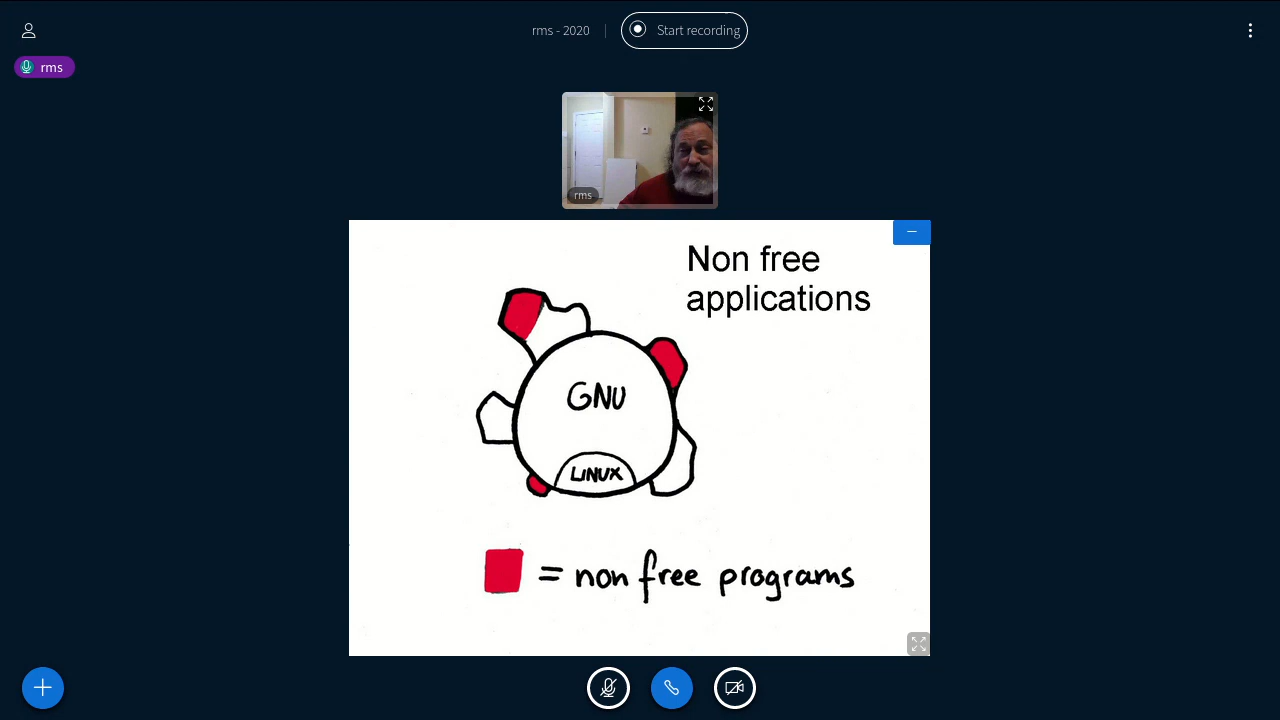 rms - 2020
Start recording
rms
rms
Non free
applications
GNU
LINUX
= non free programs